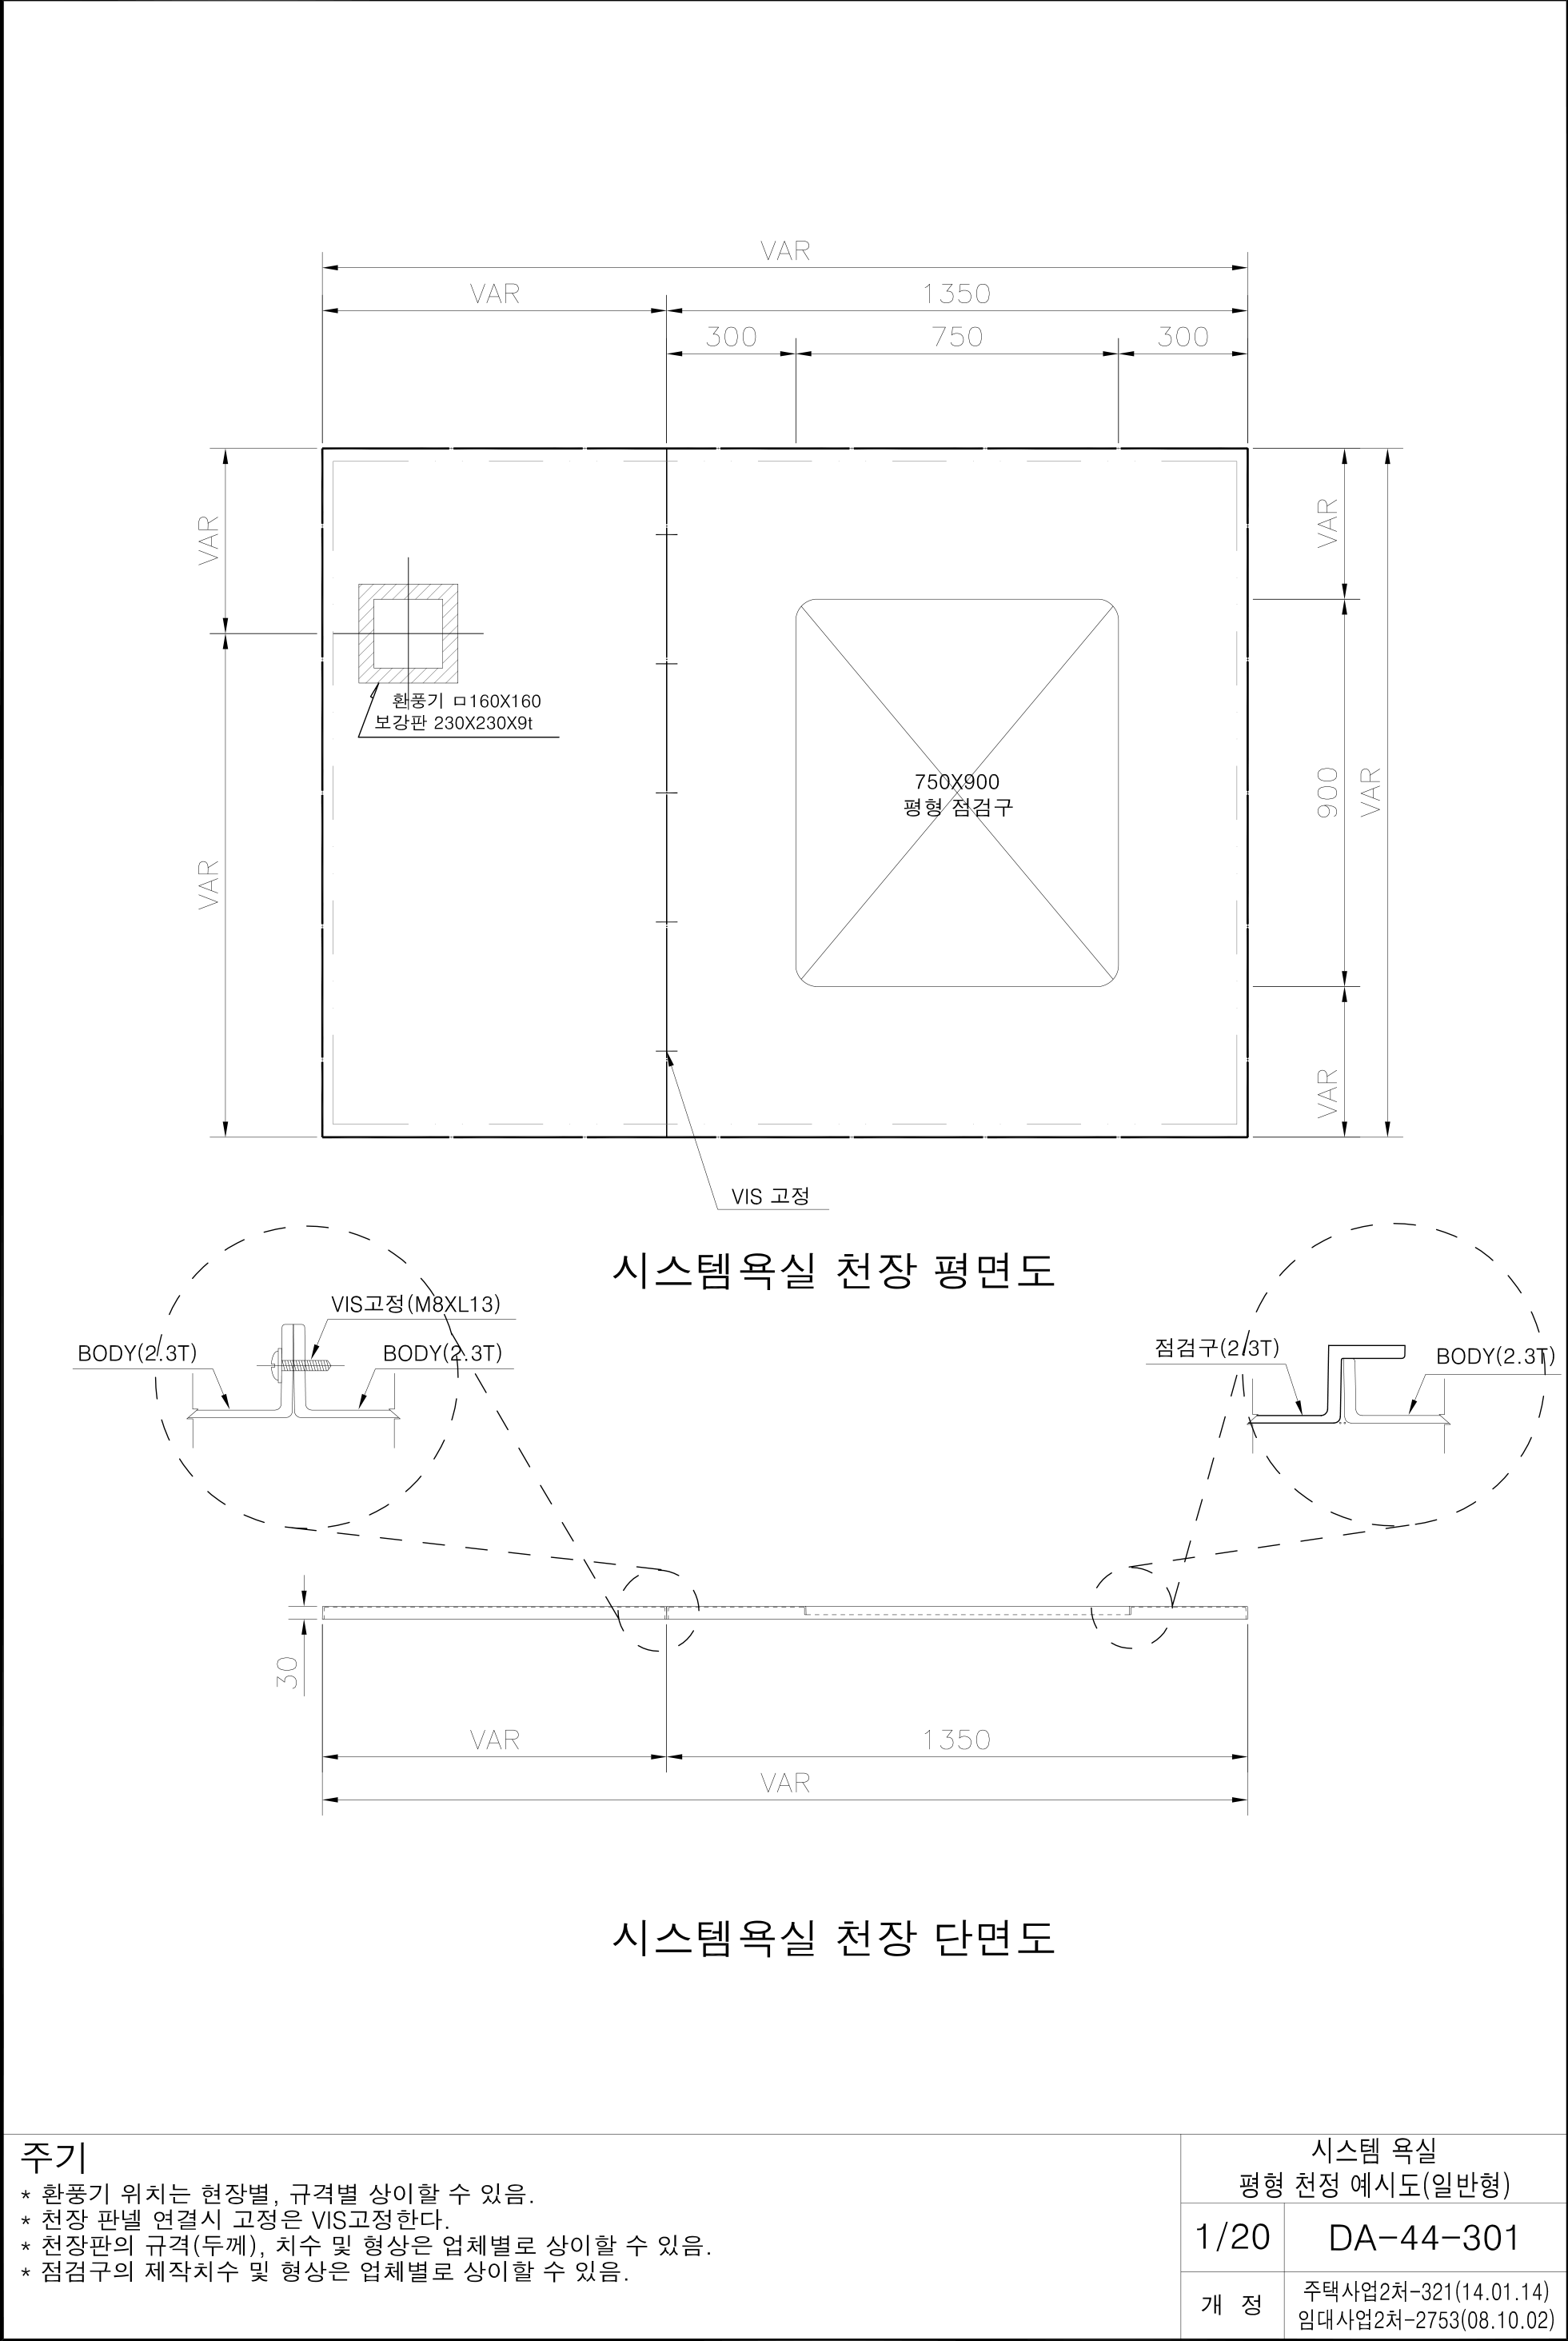 VAR
VAR
1350
300
750
300
VAR
VAR
환풍기 ㅁ160X160
보강판 230X230X9t
750X900
평형 점검구
VAR
900
VAR
VAR
VAR
VIS 고정
시스템욕실 천장 평면도
VIS고정(M8XL13)
BODY(2.3T)
BODY(2.3T)
점검구(2.3T)
BODY(2.3T)
30
VAR
1350
VAR
시스템욕실 천장 단면도
주기
* 환풍기 위치는 현장별, 규격별 상이할 수 있음.
* 천장 판넬 연결시 고정은 VIS고정한다.
* 천장판의 규격(두께), 치수 및 형상은 업체별로 상이할 수 있음.
* 점검구의 제작치수 및 형상은 업체별로 상이할 수 있음.
시스템 욕실
평형 천정 예시도(일반형)
1/20
DA-44-301
개 정
주택사업2처-321(14.01.14)
임대사업2처-2753(08.10.02)